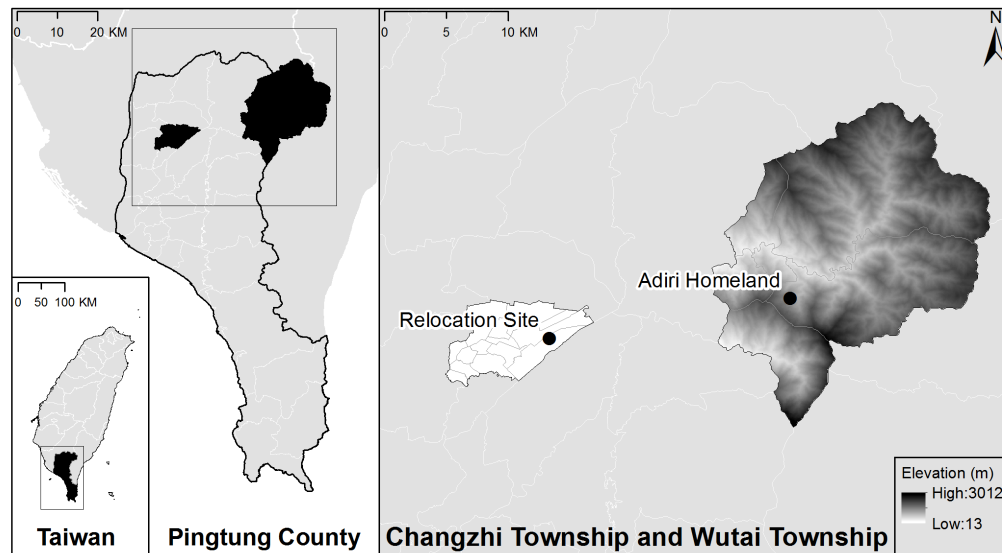 0 10 20 KM
0 50 100 KM
Taiwan
Pingtung County
0 5 10 KM
N
Adiri Homeland
Relocation Site
Elevation (m)
High:3012
Low:13
Changzhi Township and Wutai Township